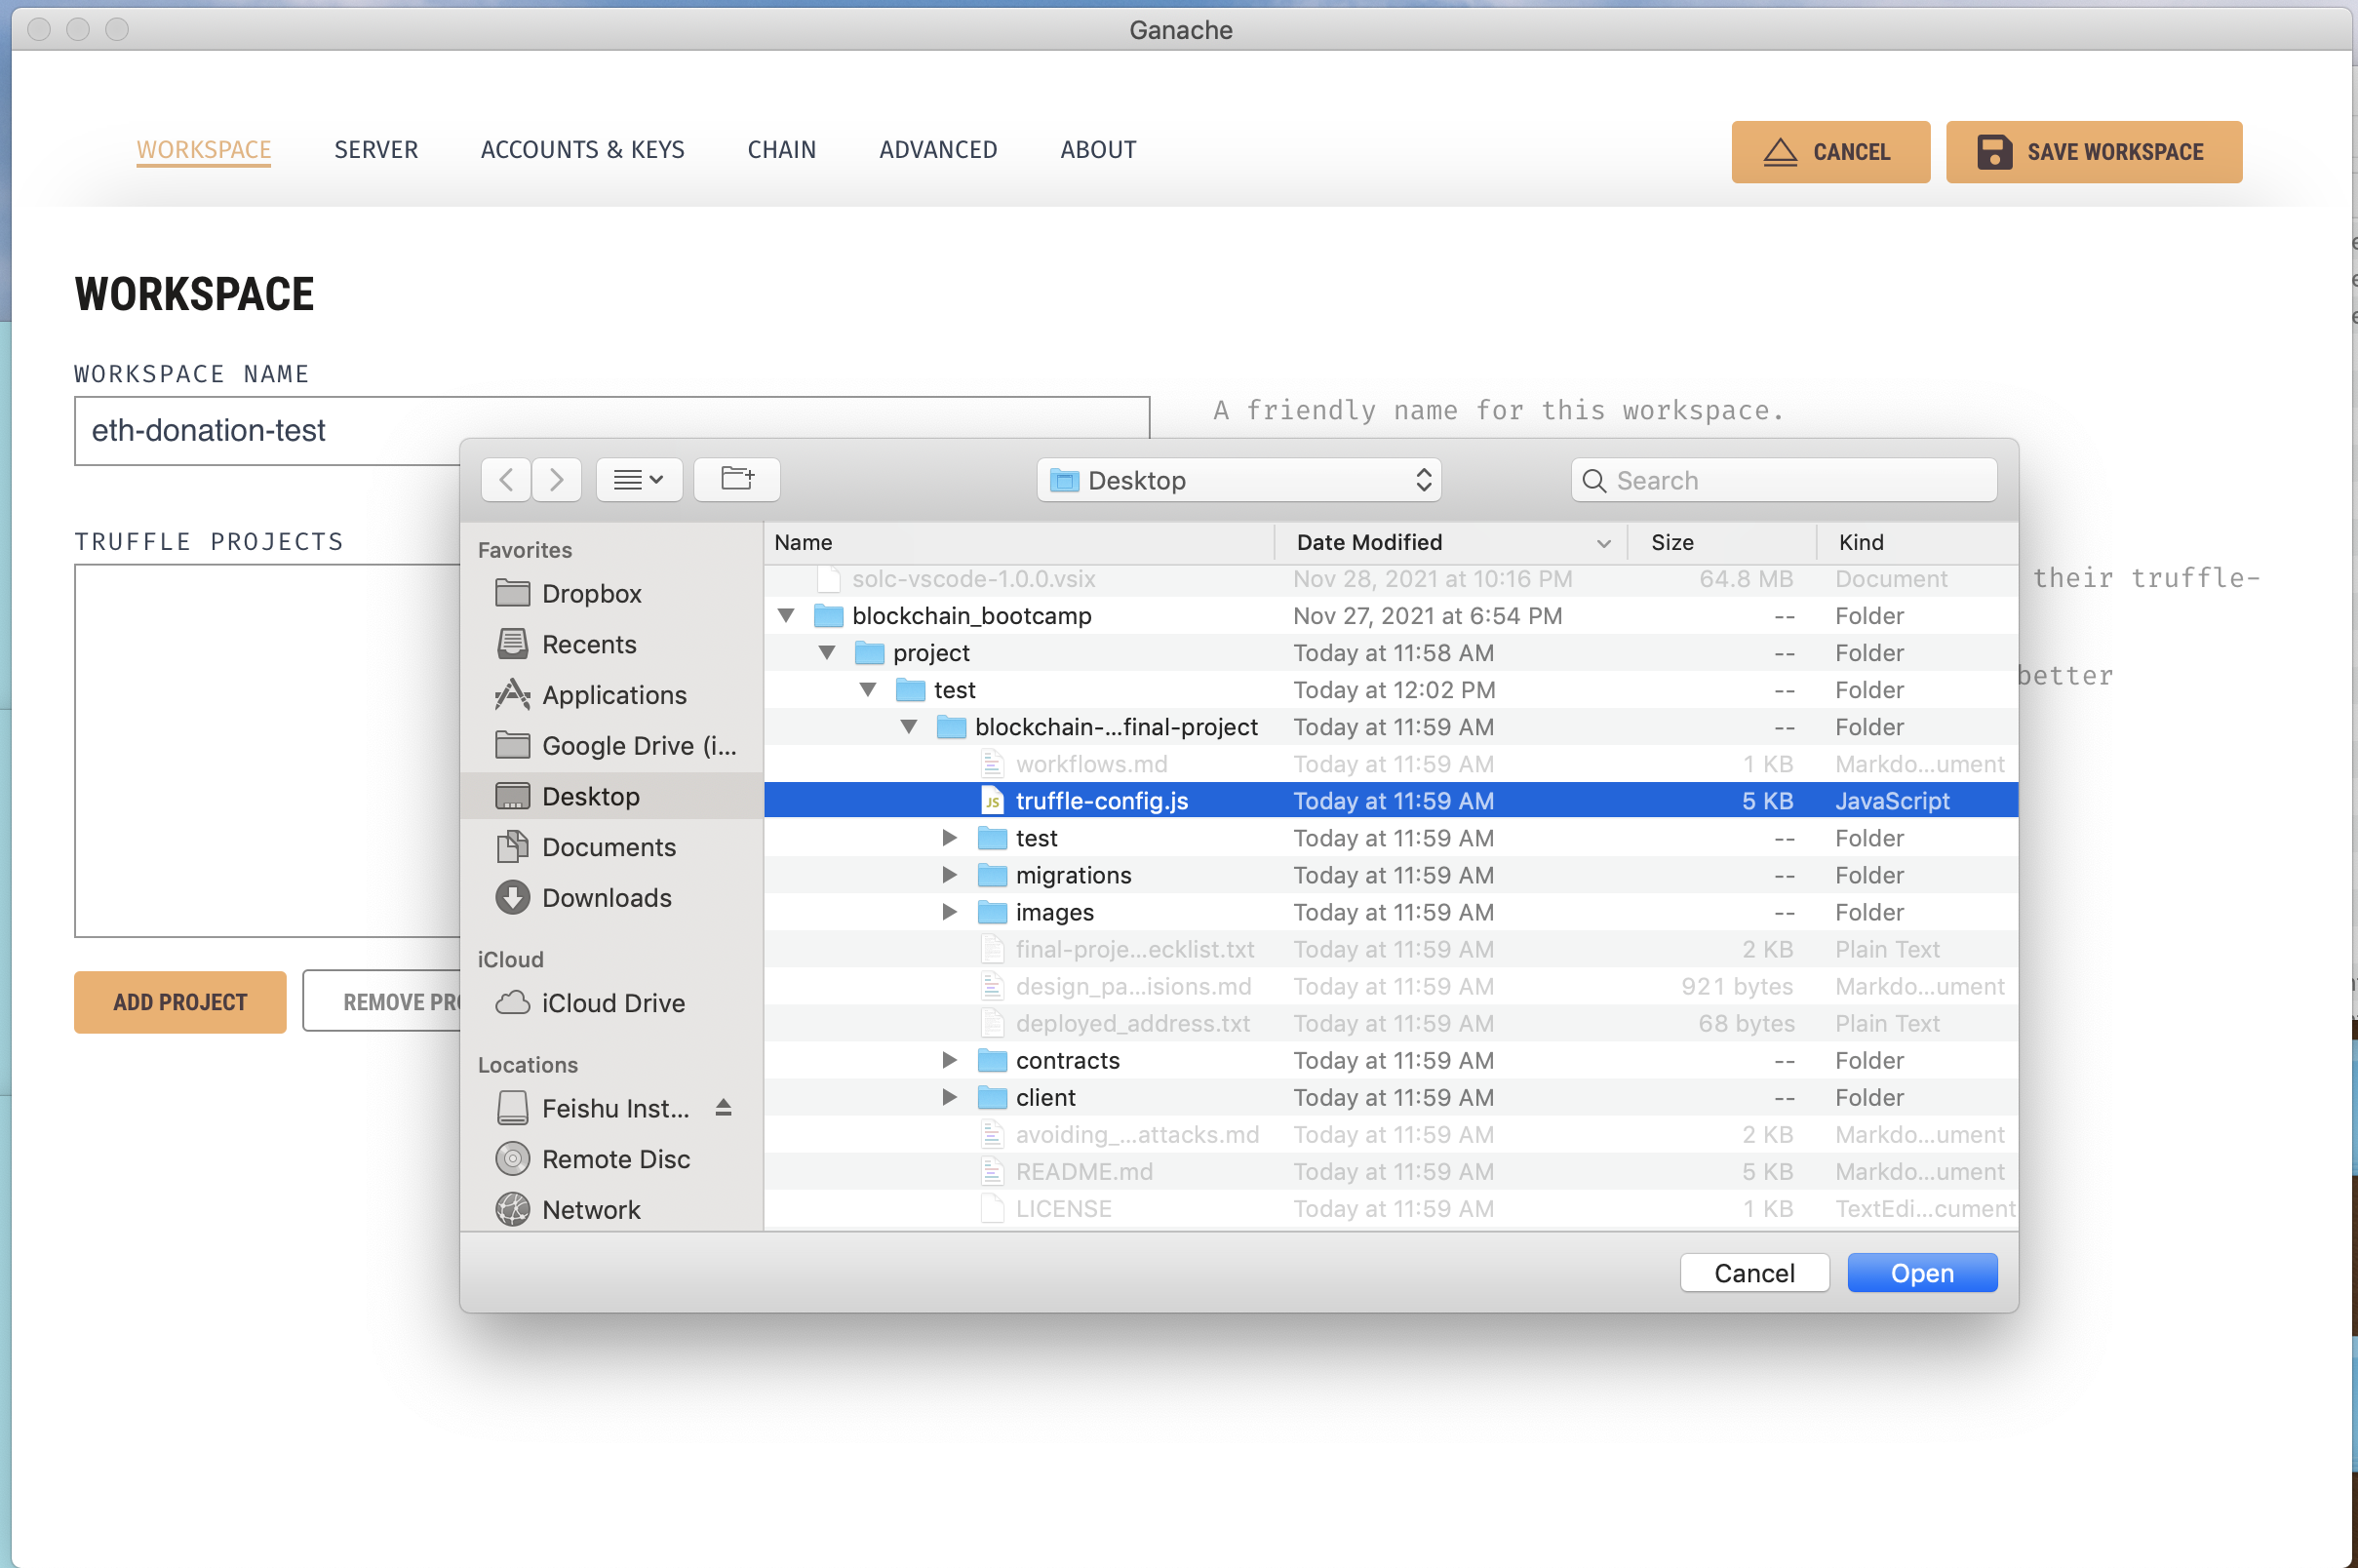 Ganache
WORKSPACE SERVER ACCOUNTS & KEYS CHAIN ADVANCED ABOUT CANCEL SAVE WORKSPACE
WORKSPACE
WORKSPACE NAME
eth-donation-test
A friendly name for this workspace.
TRUFFLE PROJECTS
their truffle-
better
ADD PROJECT
REMOVE
Desktop
Search
Favorites
Dropbox
Recents
Applications
Google Drive (i...
Desktop
Documents
Downloads
iCloud
iCloud Drive
Locations
Feishu Inst...
Remote Disc
Network
Name Date Modified Size Kind
solc-vscode-1.0.0.vsix Nov 28, 2021 at 10:16 PM 64.8 MB Document
blockchain_bootcamp Nov 27, 2021 at 6:54 PM -- Folder
project Today at 11:58 AM -- Folder
test Today at 12:02 PM -- Folder
blockchain-...final-project Today at 11:59 AM -- Folder
workflows.md Today at 11:59 AM 1 KB Markdo...ument
JS truffle-config.js Today at 11:59 AM 5 KB JavaScript
test Today at 11:59 AM -- Folder
migrations Today at 11:59 AM -- Folder
images Today at 11:59 AM -- Folder
final-proje...ecklist.txt Today at 11:59 AM 2 KB Plain Text
design_pa...isions.md Today at 11:59 AM 921 bytes Markdo...ument
deployed_address.txt Today at 11:59 AM 68 bytes Plain Text
contracts Today at 11:59 AM -- Folder
client Today at 11:59 AM -- Folder
avoiding_...attacks.md Today at 11:59 AM 2 KB Markdo...ument
README.md Today at 11:59 AM 5 KB Markdo...ument
LICENSE Today at 11:59 AM 1 KB TextEdi...cument
Cancel Open